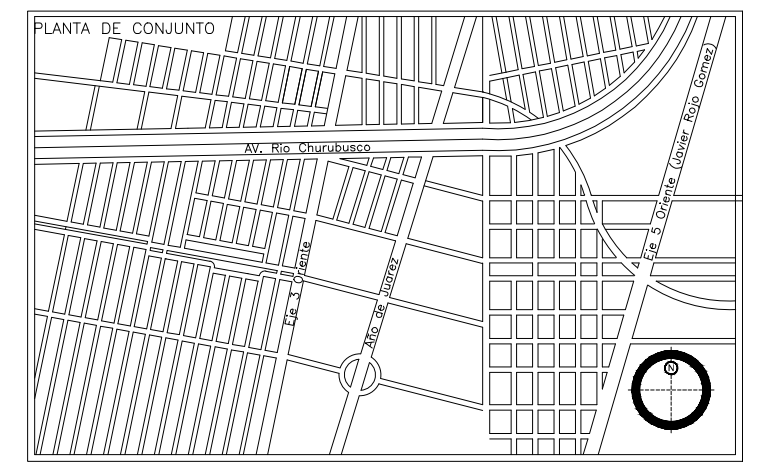 PLANTA DE CONJUNTO
AV. Rio Churubusco
Eje 5 Oriente (Javier Rojo Gomez)
Eje 3 Oriente
Año de Juarez
N